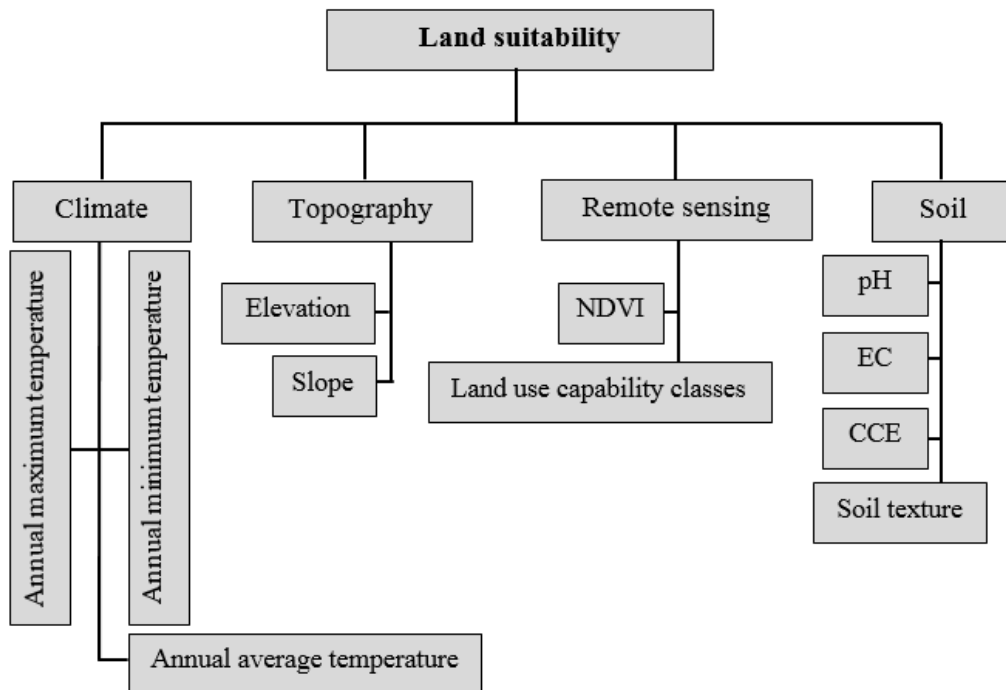 Land suitability
Climate
Topography
Remote sensing
Soil
Annual maximum temperature
Annual minimum temperature
Annual average temperature
Elevation
Slope
NDVI
Land use capability classes
pH
EC
CCE
Soil texture